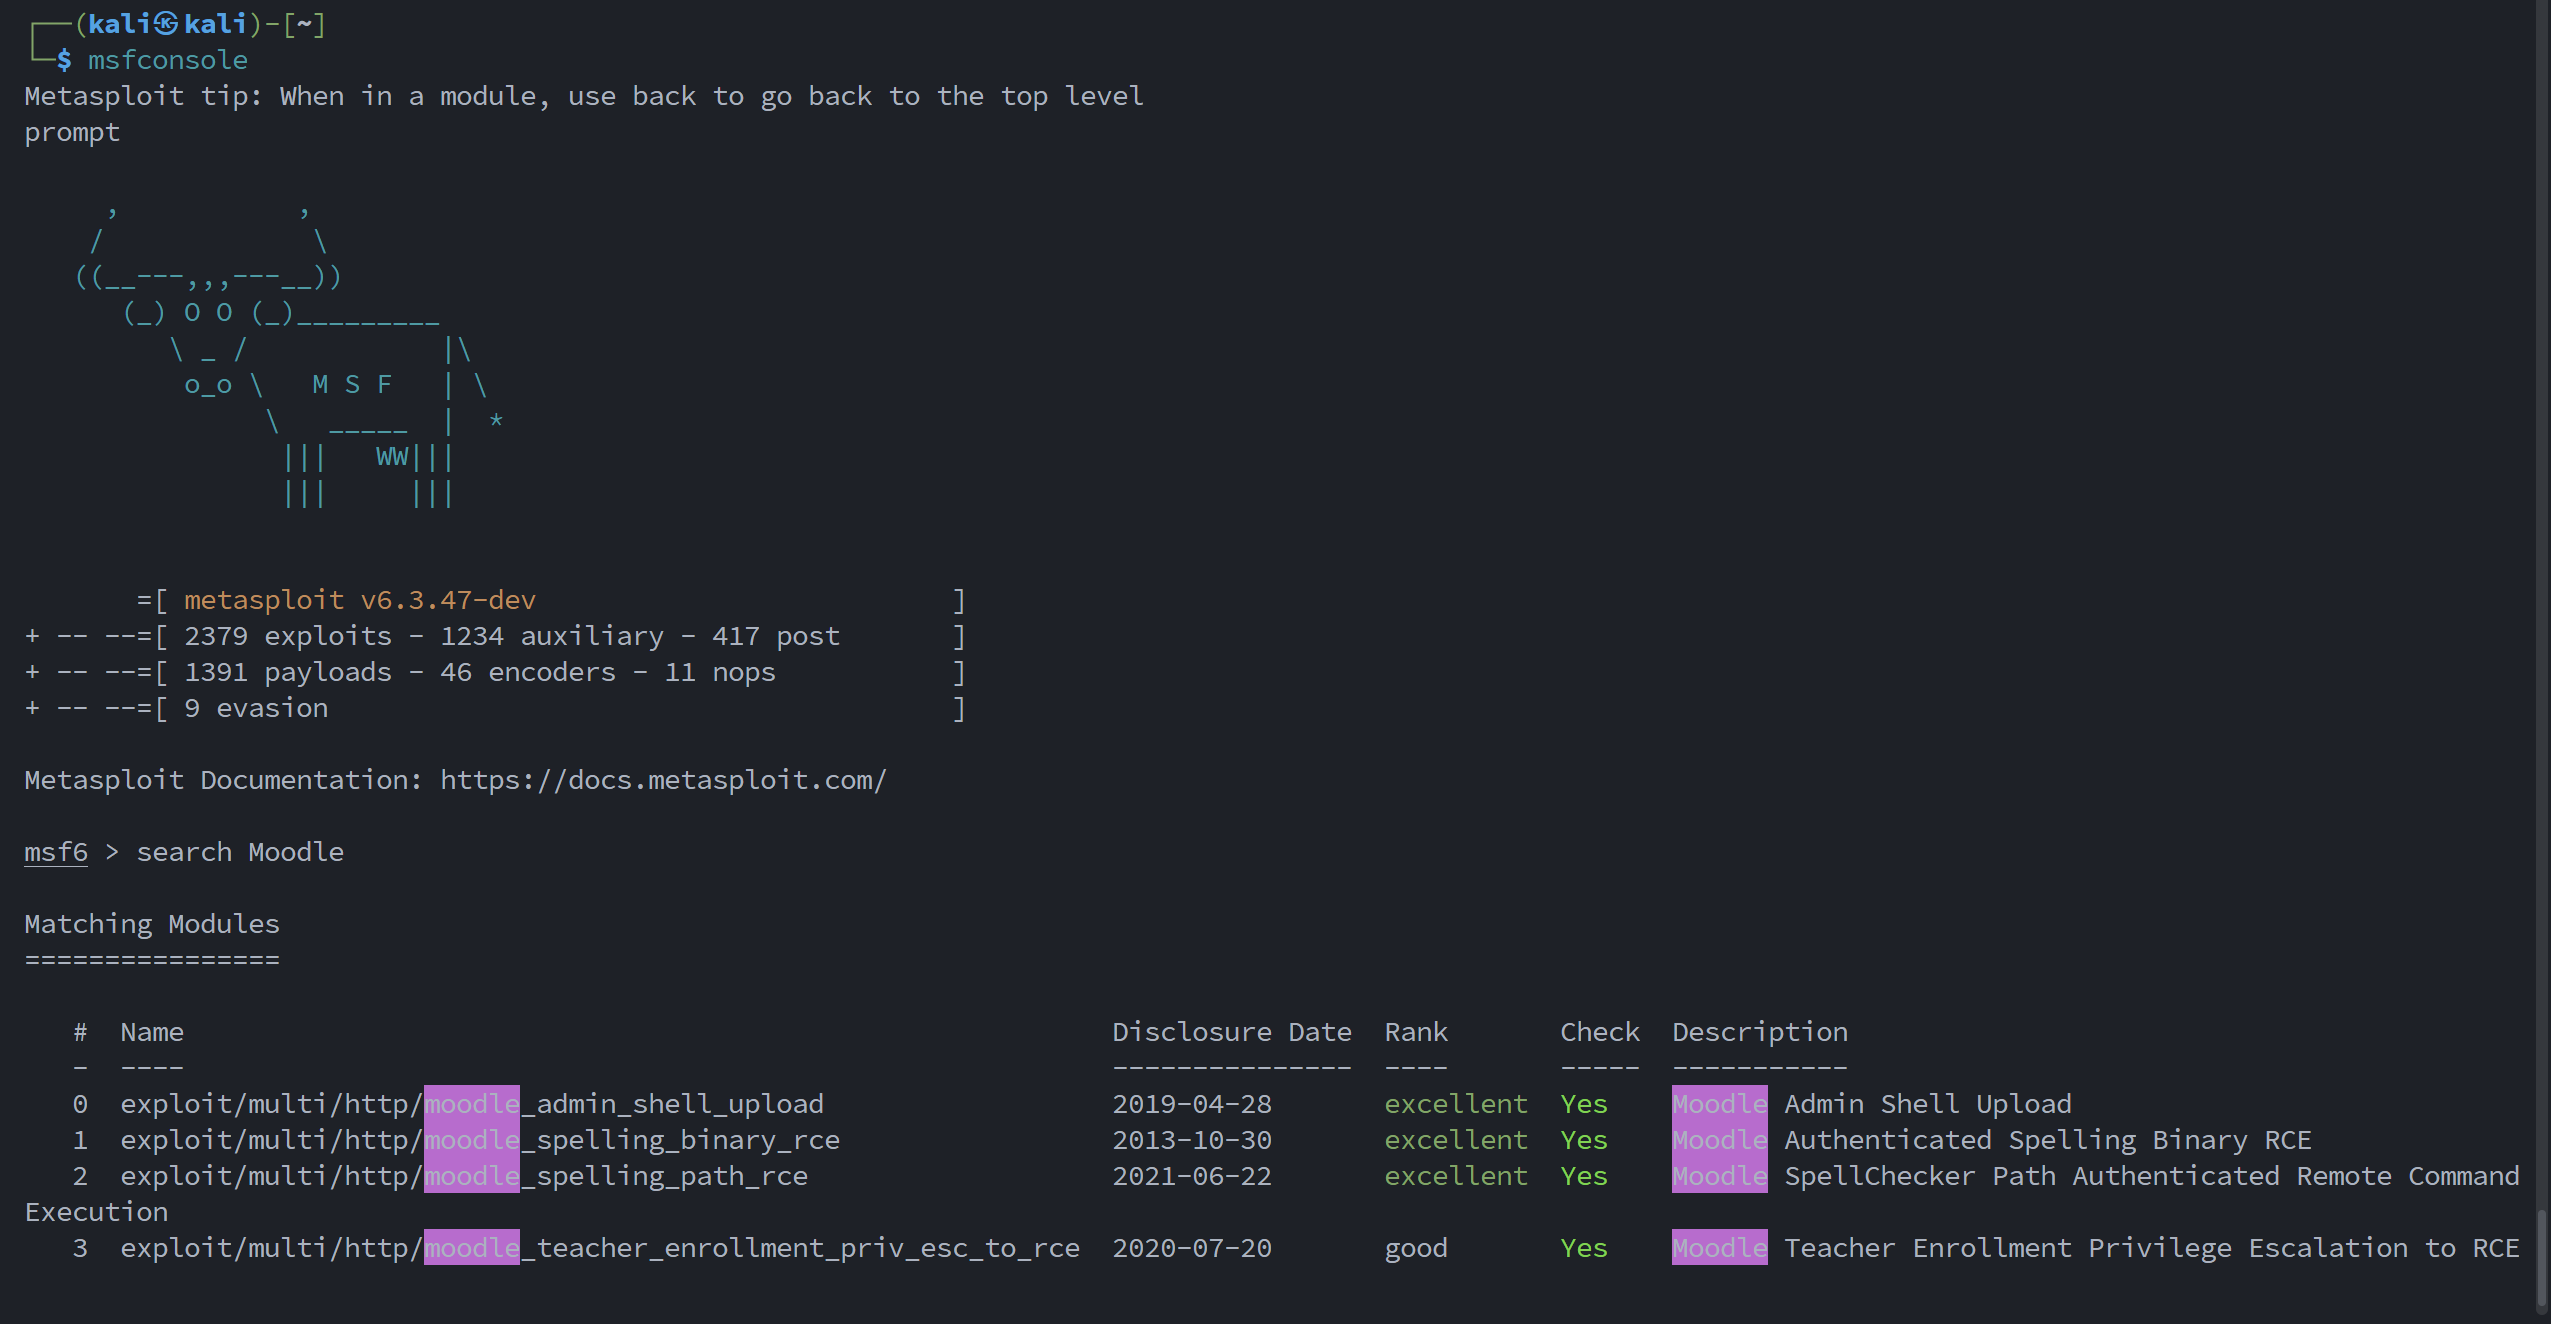 ┌──(kali㉿kali)-[~]
└─$ msfconsole
Metasploit tip: When in a module, use back to go back to the top level
prompt

     ,           ,
    /             \
   ((__---,,,---__))
      (_) O O (_)_________
         \ _ /            |\
          o_o \   M S F   | \
               \   _____  |  *
                |||   WW|||
                |||     |||

       =[ metasploit v6.3.47-dev                          ]
+ -- --=[ 2379 exploits - 1234 auxiliary - 417 post       ]
+ -- --=[ 1391 payloads - 46 encoders - 11 nops           ]
+ -- --=[ 9 evasion                                       ]

Metasploit Documentation: https://docs.metasploit.com/

msf6 > search Moodle

Matching Modules
================

   #  Name                                                          Disclosure Date  Rank       Check  Description
   -  ----                                                          ---------------  ----       -----  -----------
   0  exploit/multi/http/moodle_admin_shell_upload                  2019-04-28       excellent  Yes    Moodle Admin Shell Upload
   1  exploit/multi/http/moodle_spelling_binary_rce                 2013-10-30       excellent  Yes    Moodle Authenticated Spelling Binary RCE
   2  exploit/multi/http/moodle_spelling_path_rce                   2021-06-22       excellent  Yes    Moodle SpellChecker Path Authenticated Remote Command
Execution
   3  exploit/multi/http/moodle_teacher_enrollment_priv_esc_to_rce  2020-07-20       good       Yes    Moodle Teacher Enrollment Privilege Escalation to RCE